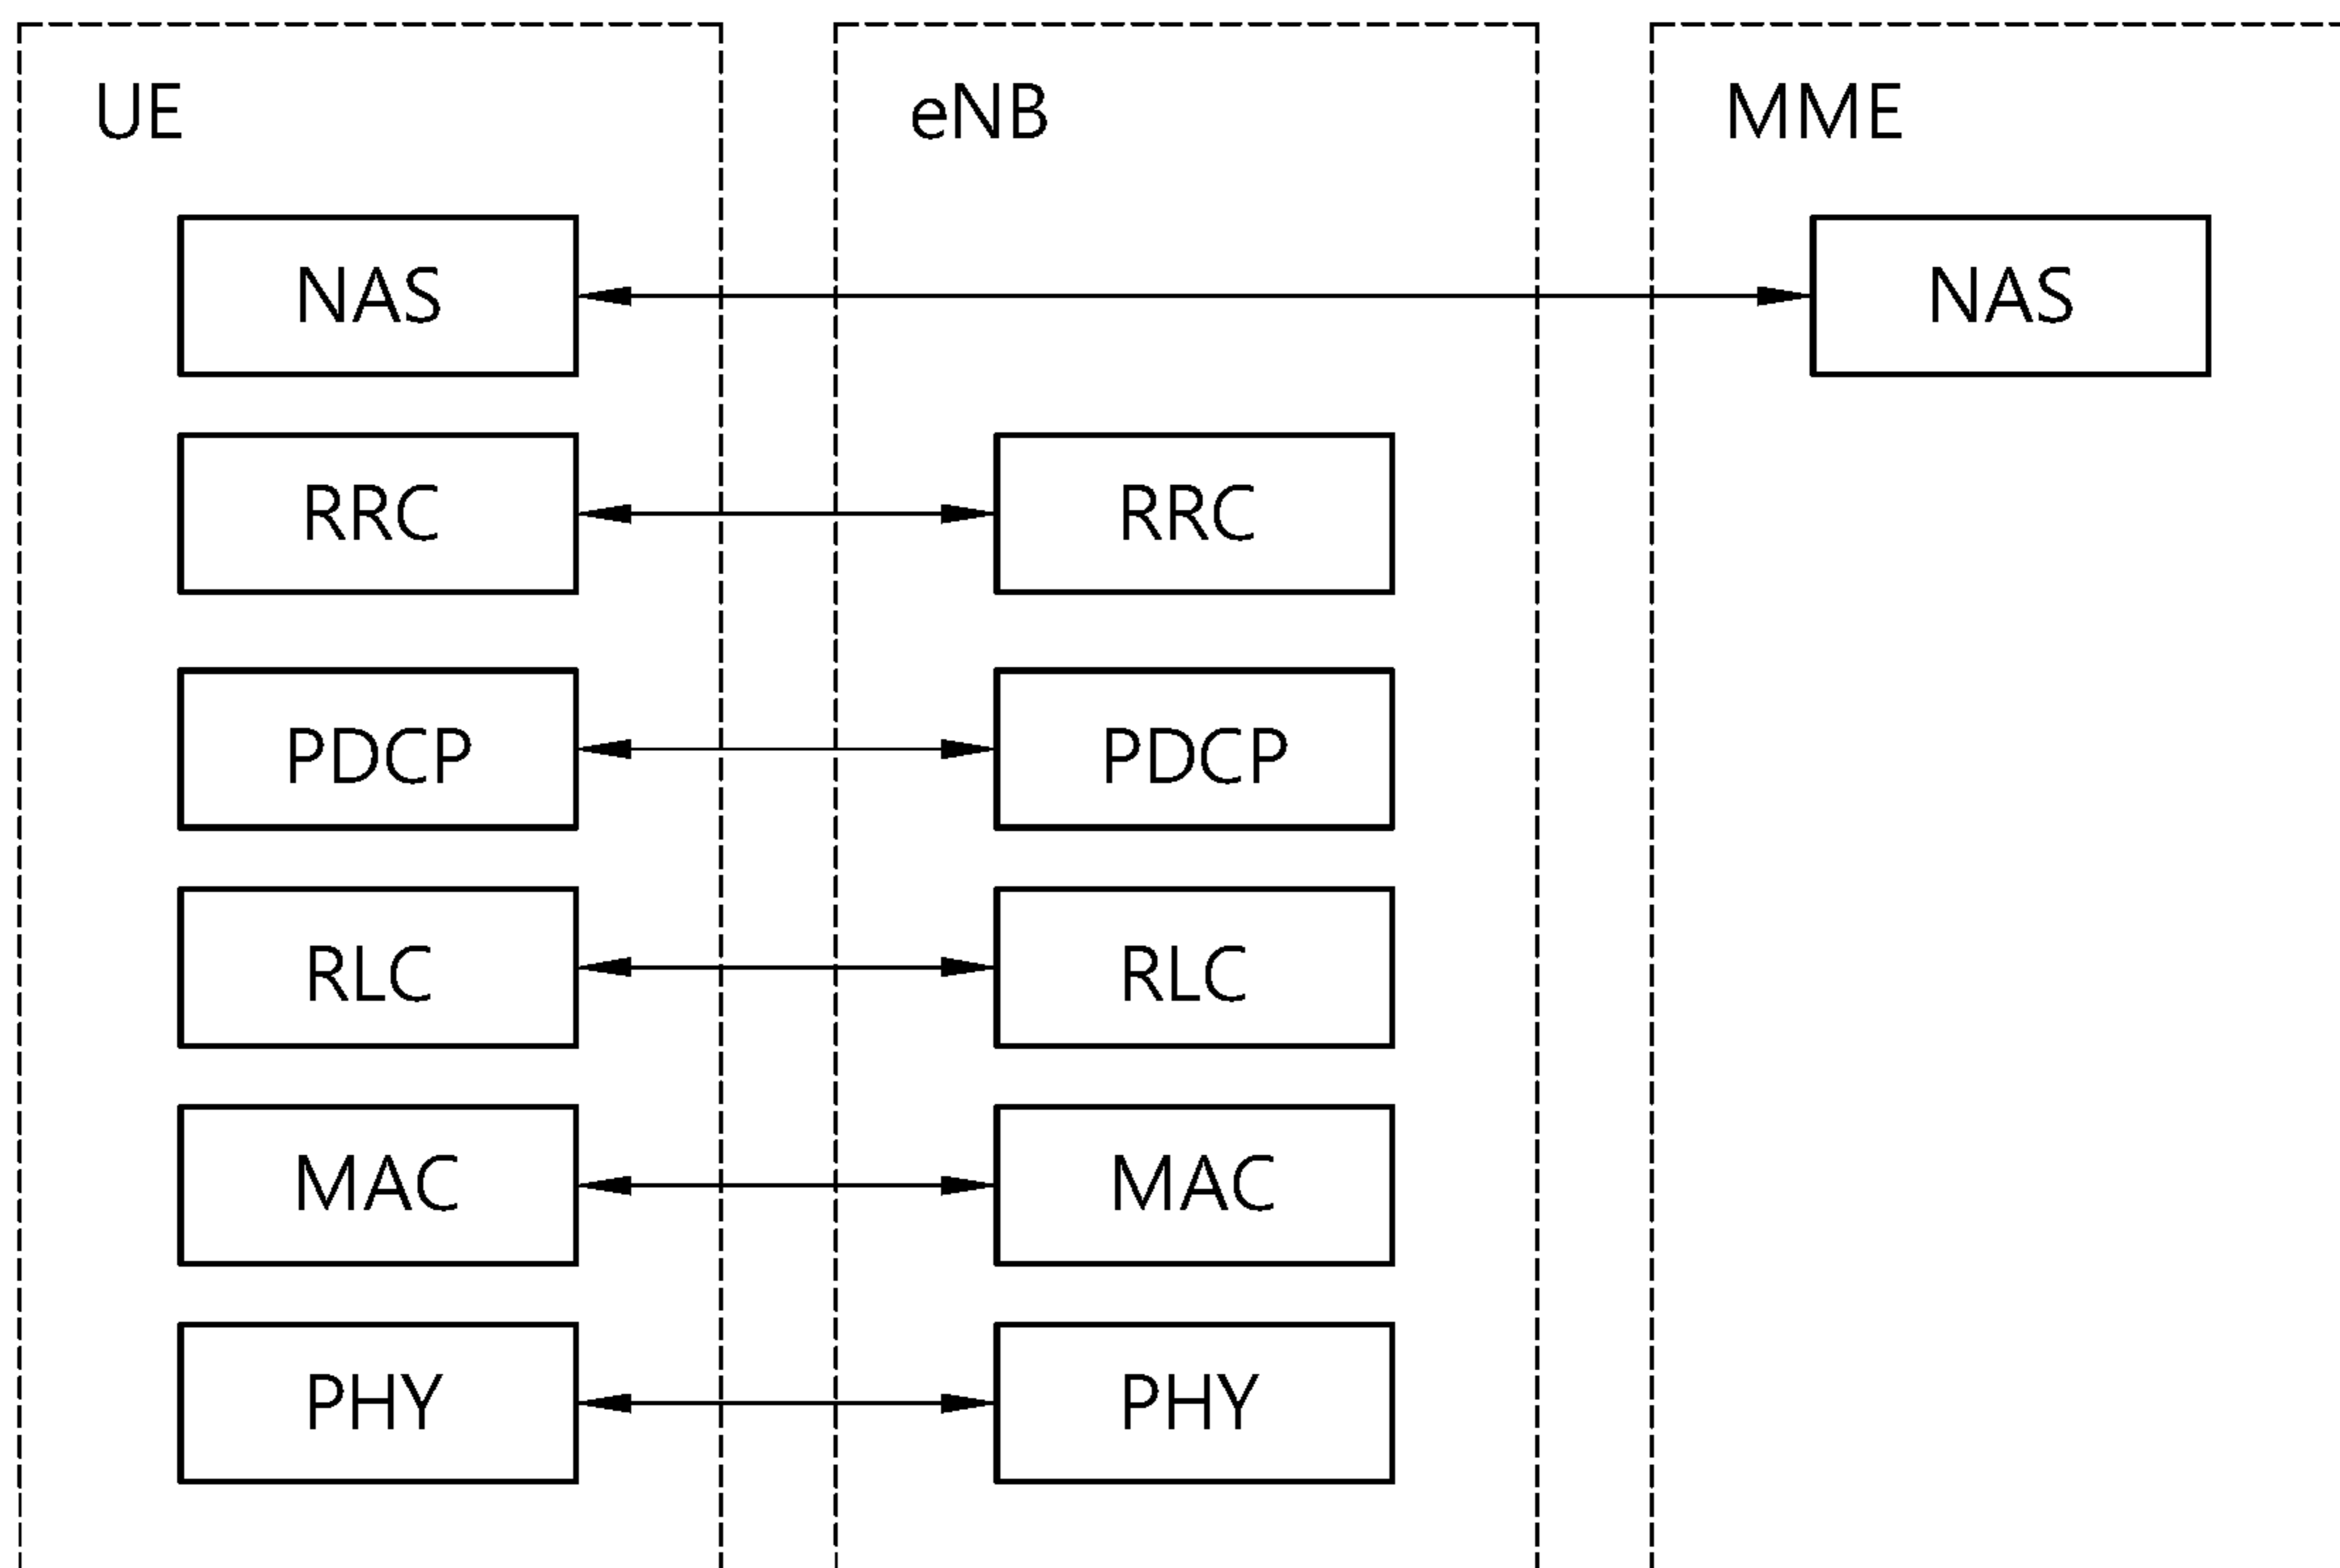 UE
eNB
MME
NAS
NAS
RRC
RRC
PDCP
PDCP
RLC
RLC
MAC
MAC
PHY
PHY